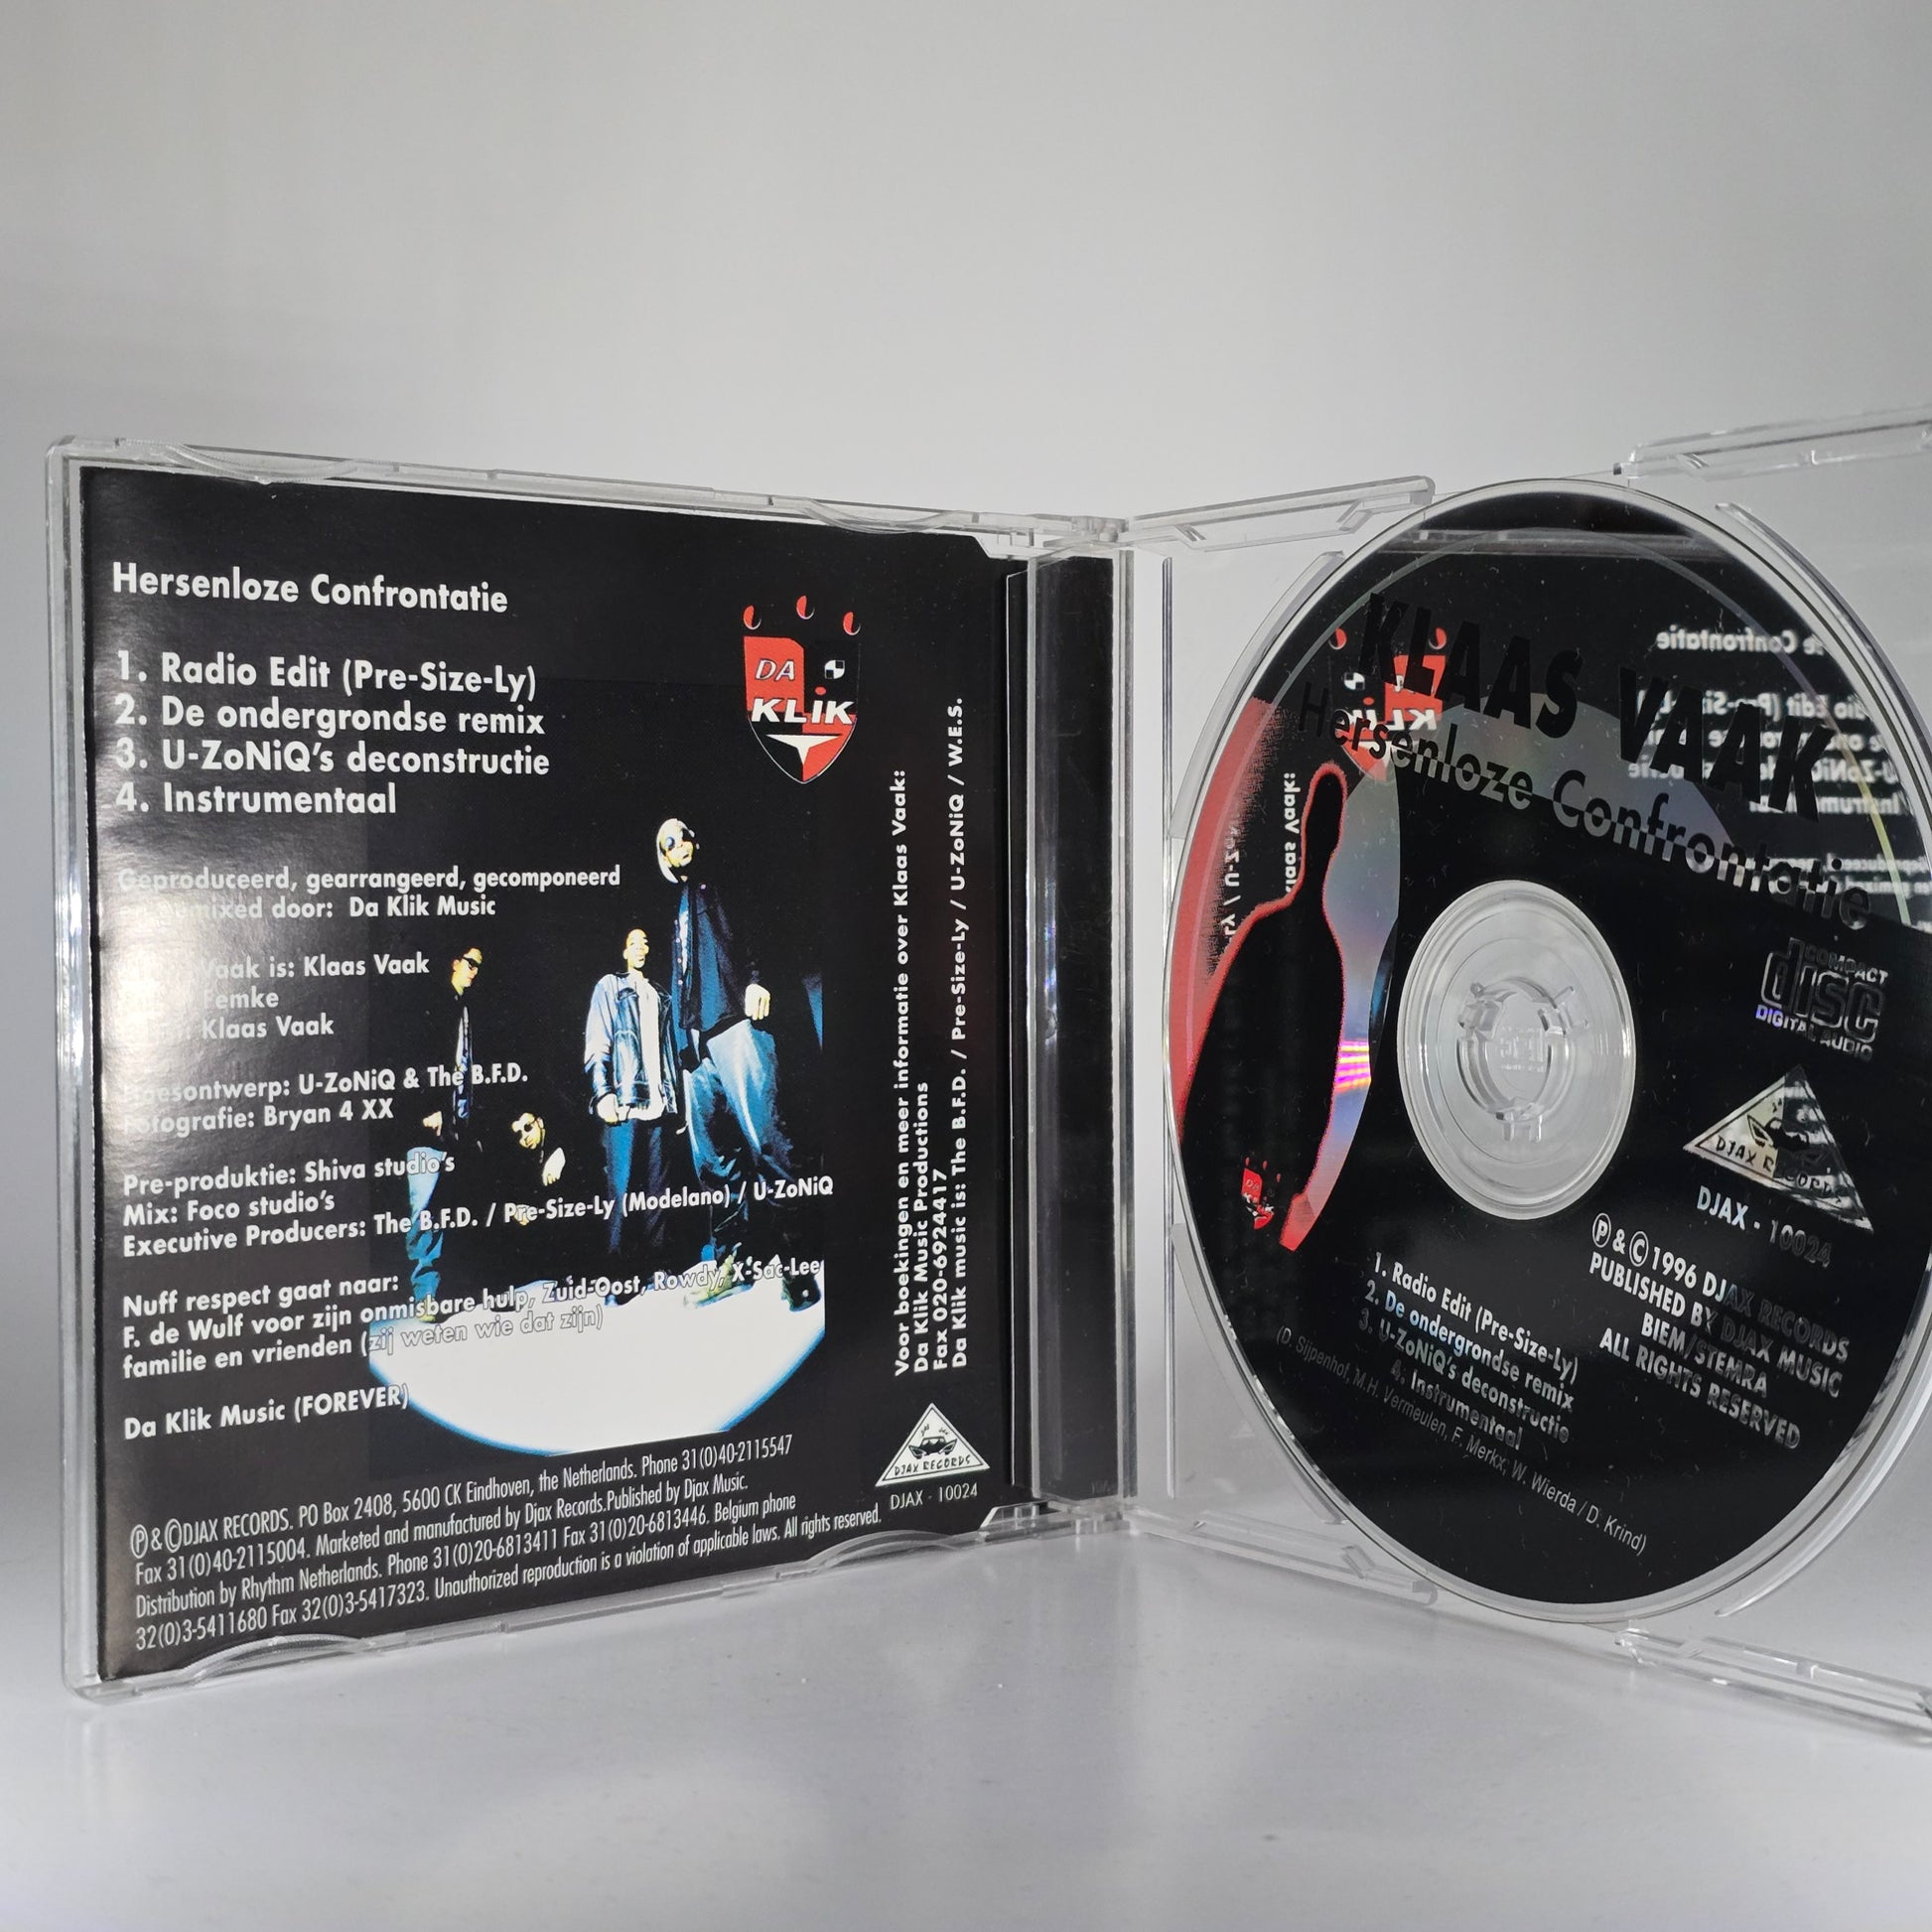 Hersenloze Confrontatie
1. Radio Edit (Pre-Size-Ly)
2. De ondergrondse remix
3. U-ZoNiQ's deconstructie
4. Instrumentaal
DA
KLiK
Geproduceerd, gearrangeerd, gecomponeerd
door: Da Klik Music
Vaak is: Klaas Vaak
Femke
Klaas Vaak
U-ZoNiQ & The B.F.D.
Fotografie: Bryan 4 XX
Pre-produktie: Shiva studio's
Mix: Foco studio's
Executive Producers: The B.F.D. / Pre-Size-Ly (Modelano) / U-ZoNiQ
Nuff respect gaat naar:
F. de Wulf voor zijn onmisbare hulp, Zuid-Oost, Rowdy, X-Sac-Lee
familie en vrienden (zij weten wie dat zijn)
Da Klik Music (FOREVER)
Ⓟ&©DJAX RECORDS. PO Box 2408, 5600 CK Eindhoven, the Netherlands. Phone 31(0)40-2115547
Fax 31(0)40-2115004. Marketed and manufactured by Djax Records.Published by Djax Music.
Distribution by Rhythm Netherlands. Phone 31(0)20-6813411 Fax 31(0)20-6813446. Belgium phone
32(0)3-5411680 Fax 32(0)3-5417323. Unauthorized reproduction is a violation of applicable laws. All rights reserved.
Voor boekingen en meer informatie over Klaas Vaak:
Da Klik Music Productions
Fax 020-6924417
Da Klik music is: The B.F.D. / Pre-Size-Ly / U-ZoNiQ / W.E.S.
DJAX RECORDS
DJAX - 10024
KLAAS VAAK
Hersenloze Confrontatie
COMPACT
disc
DIGITAL AUDIO
DJAX RECORDS
DJAX - 10024
Ⓟ&© 1996 DJAX RECORDS
PUBLISHED BY DJAX MUSIC
BIEM/STEMRA
ALL RIGHTS RESERVED
1. Radio Edit (Pre-Size-Ly)
2. De ondergrondse remix
3. U-ZoNiQ's deconstructie
4. Instrumentaal
(D. Sijpenhof, M.H. Vermeulen, F. Merkx, W. Wierda / D. Krind)